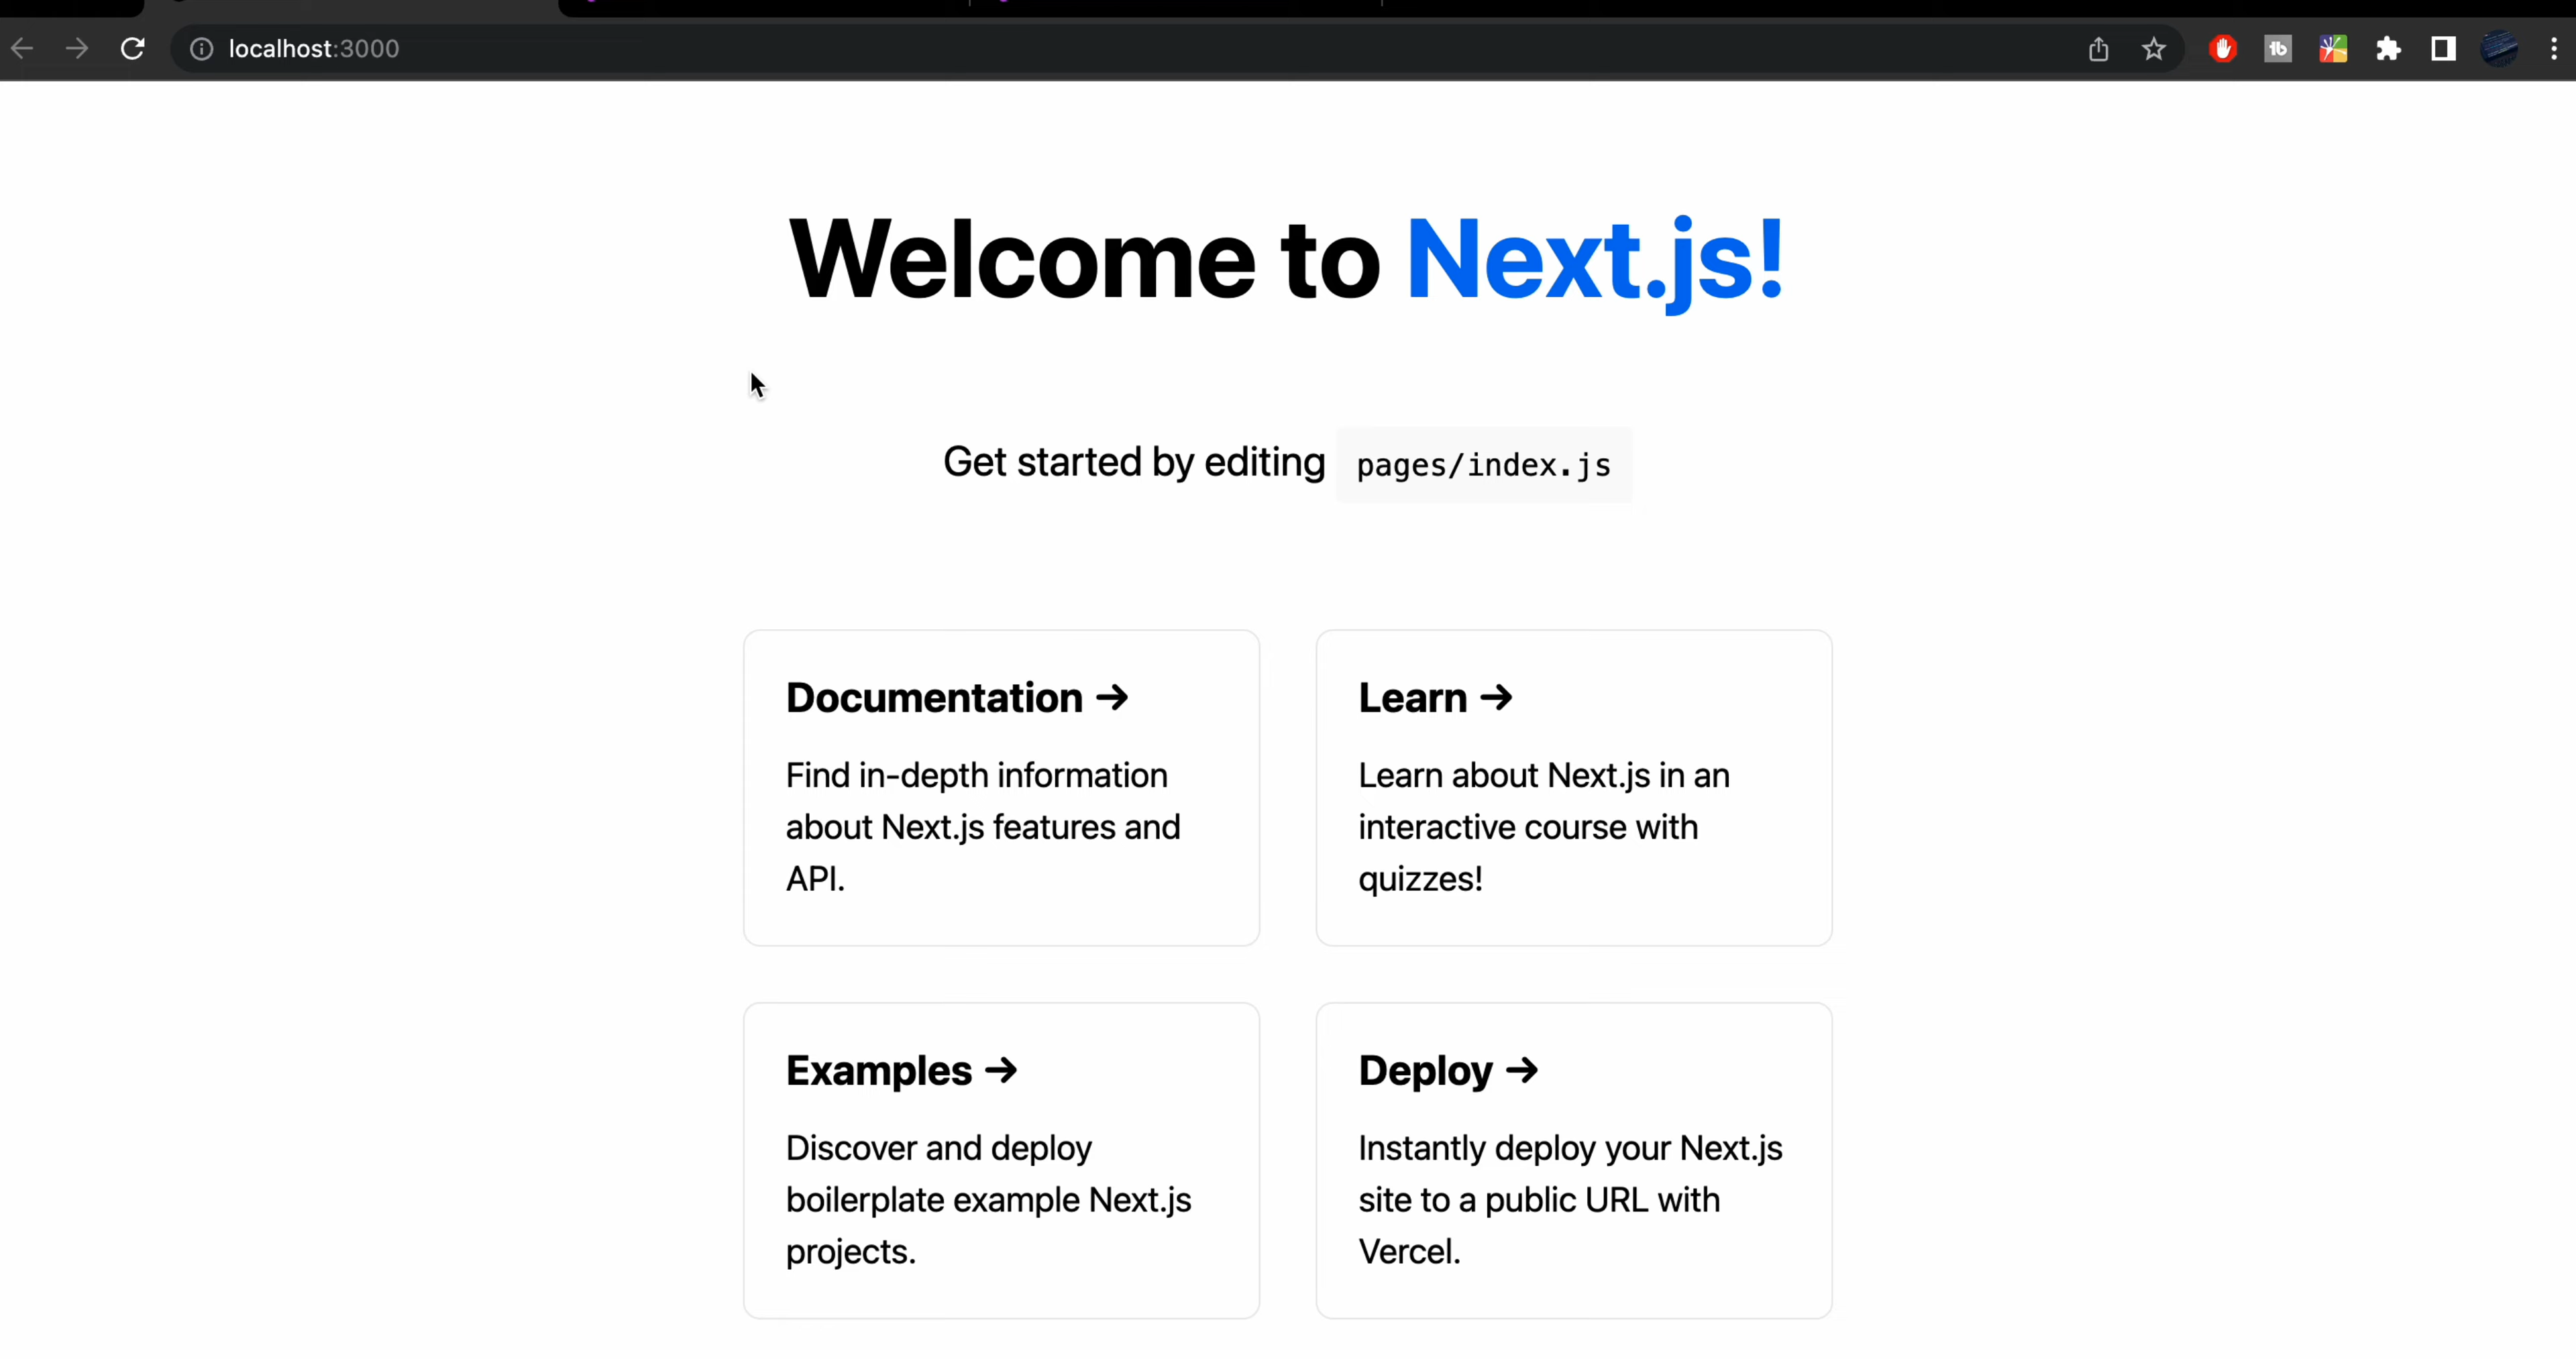 localhost:3000
Welcome to Next.js!
Get started by editing pages/index.js
Documentation →
Find in-depth information
about Next.js features and
API.
Learn →
Learn about Next.js in an
interactive course with
quizzes!
Examples →
Discover and deploy
boilerplate example Next.js
projects.
Deploy →
Instantly deploy your Next.js
site to a public URL with
Vercel.